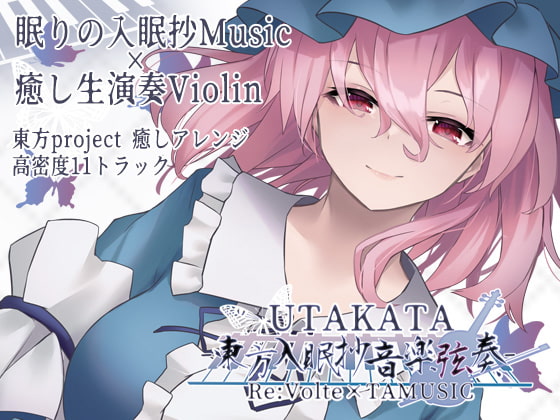 眠りの入眠抄Music
×
癒し生演奏Violin
東方project 癒しアレンジ
高密度11トラック
UTAKATA
-東方入眠抄音楽弦奏-
Re:Volte×TAMUSIC